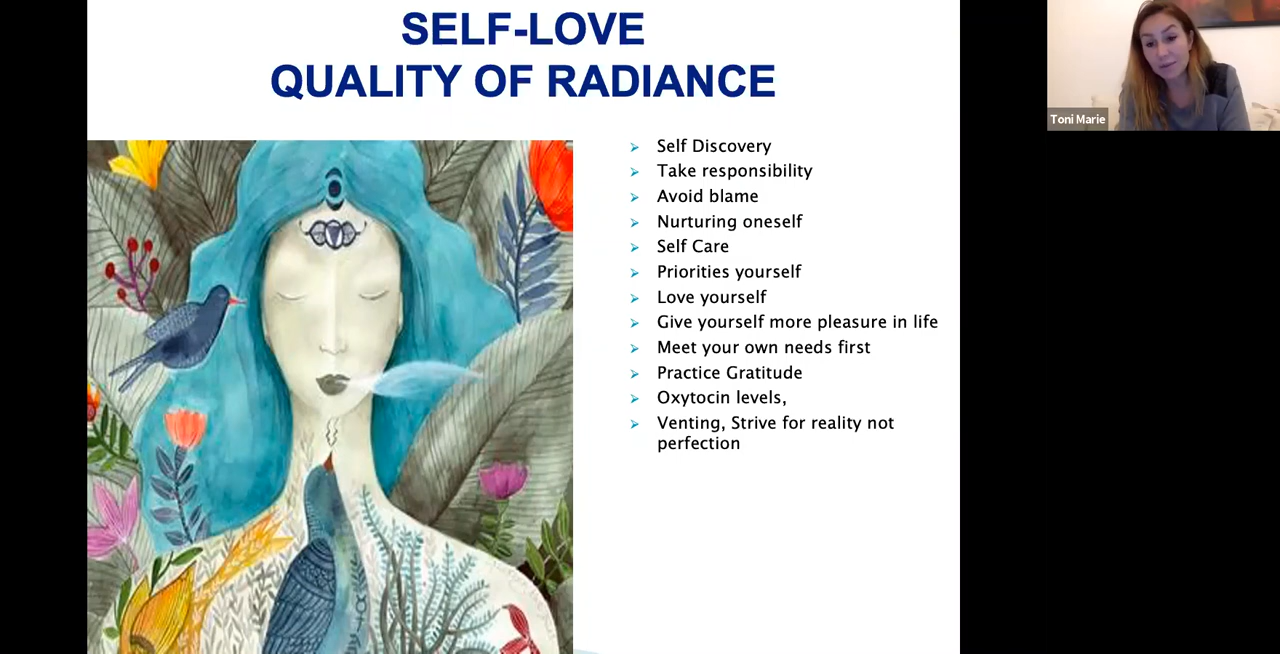 SELF-LOVE
QUALITY OF RADIANCE
Toni Marie
Self Discovery
Take responsibility
Avoid blame
Nurturing oneself
Self Care
Priorities yourself
Love yourself
Give yourself more pleasure in life
Meet your own needs first
Practice Gratitude
Oxytocin levels,
Venting, Strive for reality not
perfection